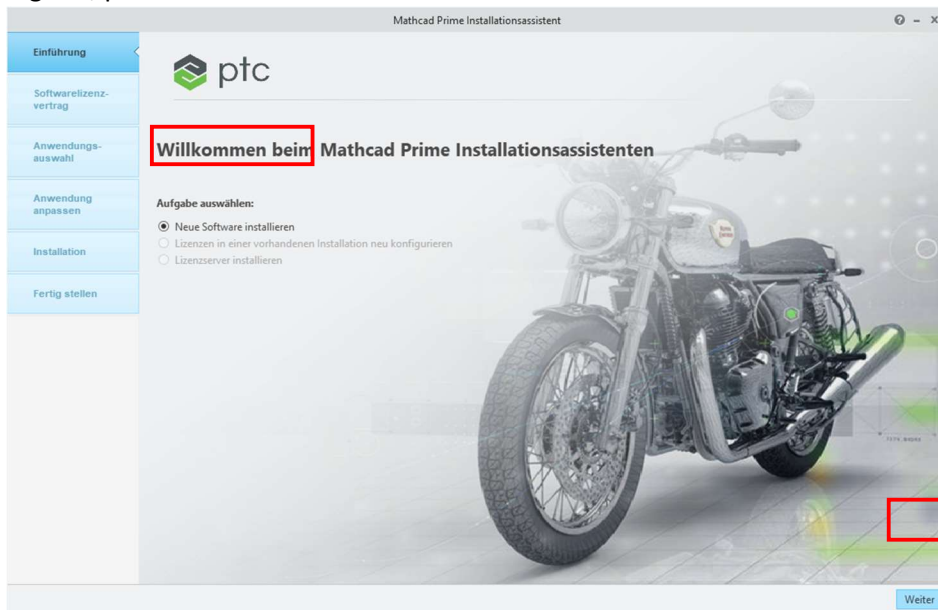 Mathcad Prime Installationsassistent
Einführung
ptc
Softwarelizenz-
vertrag
Anwendungs-
auswahl
Willkommen beim Mathcad Prime Installationsassistenten
Anwendung
anpassen
Aufgabe auswählen:
Neue Software installieren
Lizenzen in einer vorhandenen Installation neu konfigurieren
Lizenzserver installieren
Installation
Fertig stellen
Weiter